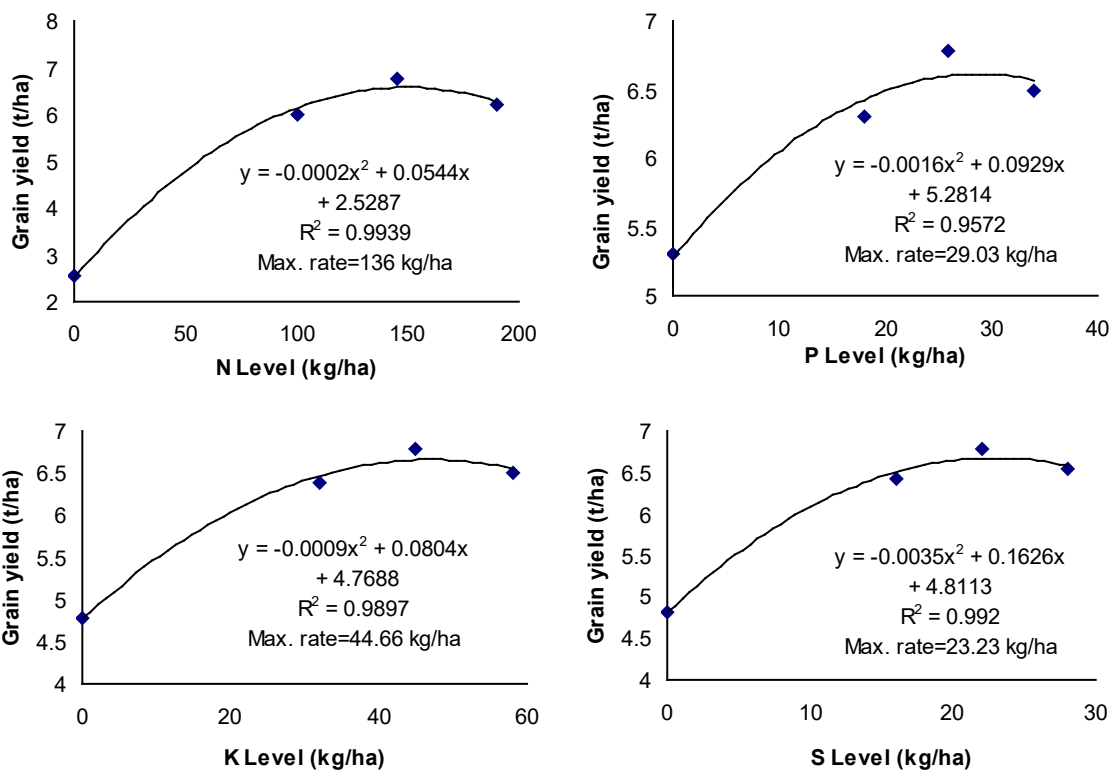 8
7
6
5
4
3
2
0
50
100
150
200
Grain yield (t/ha)
N Level (kg/ha)
y = -0.0002x² + 0.0544x
+ 2.5287
R² = 0.9939
Max. rate=136 kg/ha
7
6.5
6
5.5
5
0
10
20
30
40
Grain yield (t/ha)
P Level (kg/ha)
y = -0.0016x² + 0.0929x
+ 5.2814
R² = 0.9572
Max. rate=29.03 kg/ha
7
6.5
6
5.5
5
4.5
4
0
20
40
60
Grain yield (t/ha)
K Level (kg/ha)
y = -0.0009x² + 0.0804x
+ 4.7688
R² = 0.9897
Max. rate=44.66 kg/ha
7
6.5
6
5.5
5
4.5
4
0
10
20
30
Grain yield (t/ha)
S Level (kg/ha)
y = -0.0035x² + 0.1626x
+ 4.8113
R² = 0.992
Max. rate=23.23 kg/ha